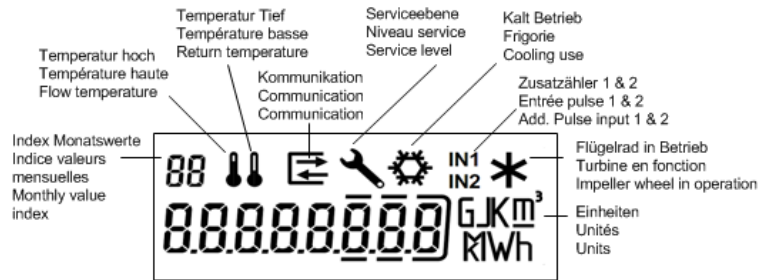 Temperatur Tief
Température basse
Return temperature
Serviceebene
Niveau service
Service level
Kalt Betrieb
Frigorie
Cooling use
Temperatur hoch
Température haute
Flow temperature
Kommunikation
Communication
Communication
Zusatzähler 1 & 2
Entrée pulse 1 & 2
Add. Pulse input 1 & 2
Index Monatswerte
Indice valeurs
mensuelles
Monthly value
index
Flügelrad in Betrieb
Turbine en fonction
Impeller wheel in operation
Einheiten
Unités
Units
88
IN1
IN2
8.8.8.8.8.8.8.8
GJKm³
MWh